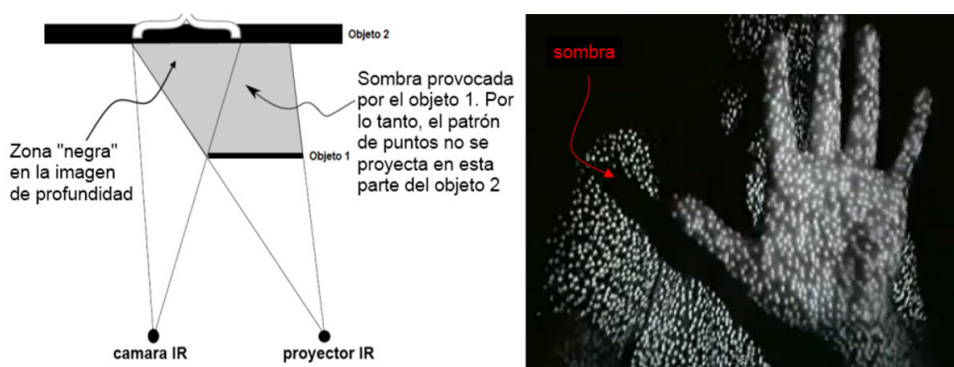 Objeto 2
Sombra provocada
por el objeto 1. Por
lo tanto, el patrón
de puntos no se
proyecta en esta
parte del objeto 2
Zona "negra"
en la imagen
de profundidad
Objeto 1
camara IR
proyector IR
sombra